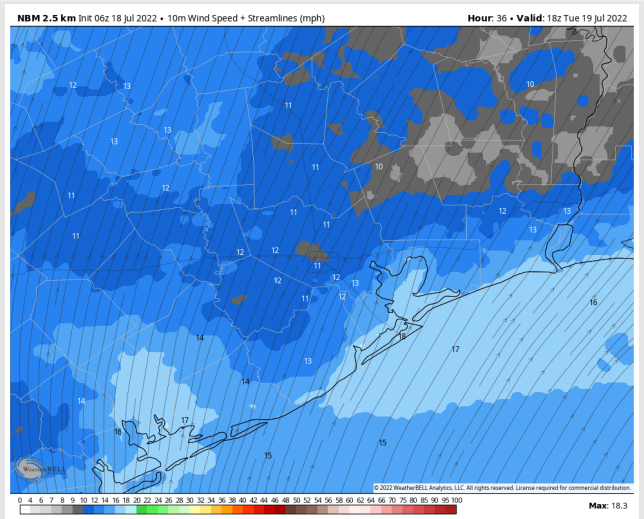 NBM 2.5 km Init 06z 18 Jul 2022 • 10m Wind Speed + Streamlines (mph)
Hour: 36 • Valid: 18z Tue 19 Jul 2022
12 13 10
11
13 13
11 10
11 12
11 12 13
11 11 13
12 12
11
12 12 13
11 12 16
14 18
17
13
14
14
17
16
15
15
WeatherBELL
© 2022 WeatherBELL Analytics, LLC. All rights reserved. License required for commercial distribution.
0 4 6 7 8 9 10 12 14 16 18 20 22 24 26 28 30 32 34 36 38 40 42 44 46 48 50 52 54 56 58 60 62 64 66 68 70 75 80 85 90 95 100
Max: 18.3